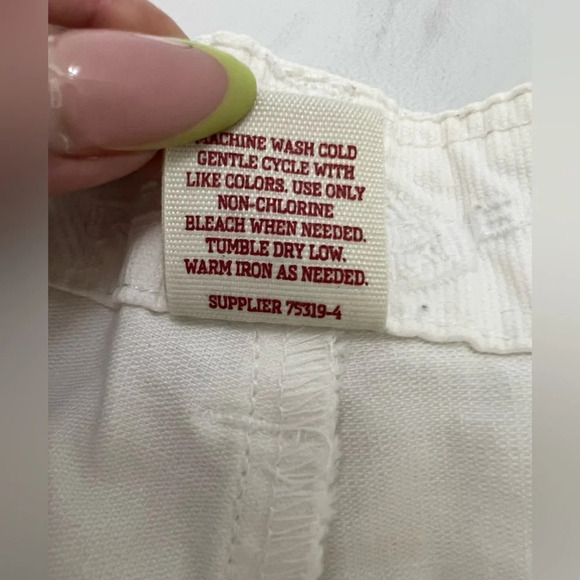 MACHINE WASH COLD
GENTLE CYCLE WITH
LIKE COLORS. USE ONLY
NON-CHLORINE
BLEACH WHEN NEEDED.
TUMBLE DRY LOW.
WARM IRON AS NEEDED.
SUPPLIER 75319-4